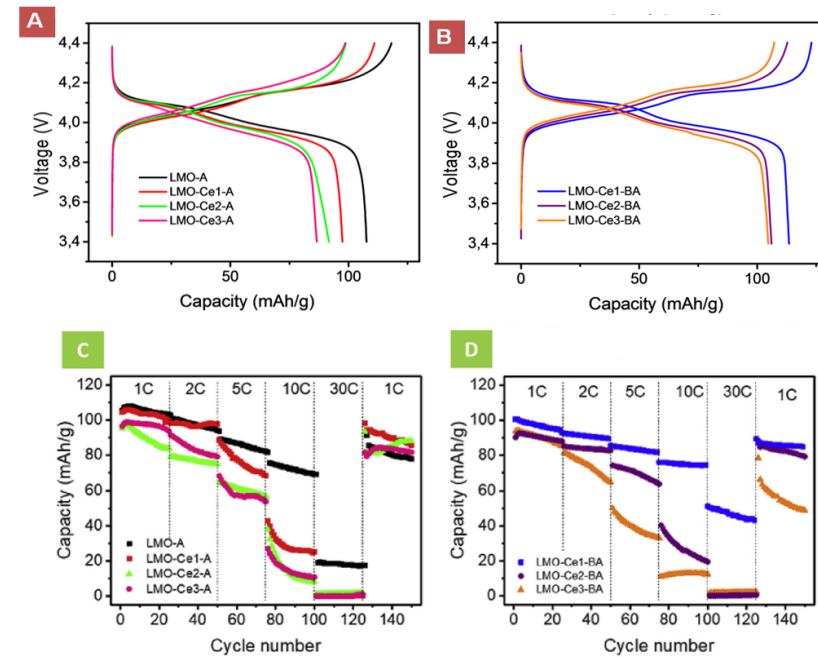 A
4,4
4,2
4,0
3,8
3,4
Voltage (V)
LMO-A
LMO-Ce1-A
LMO-Ce2-A
LMO-Ce3-A
0
50
100
Capacity (mAh/g)
B
4,4
4,2
4,0
3,8
3,4
Voltage (V)
LMO-Ce1-BA
LMO-Ce2-BA
LMO-Ce3-BA
0
50
100
Capacity (mAh/g)
C
120
100
80
60
40
20
0
Capacity (mAh/g)
1C 2C 5C 10C 30C 1C
LMO-A
LMO-Ce1-A
LMO-Ce2-A
LMO-Ce3-A
0 20 40 60 80 100 120 140
Cycle number
D
120
100
80
60
40
20
0
Capacity (mAh/g)
1C 2C 5C 10C 30C 1C
LMO-Ce1-BA
LMO-Ce2-BA
LMO-Ce3-BA
0 20 40 60 80 100 120 140
Cycle number